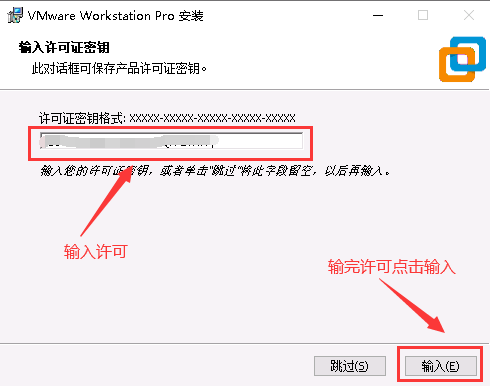 VMware Workstation Pro 安装
输入许可证密钥
此对话框可保存产品许可证密钥。
许可证密钥格式: XXXXX-XXXXX-XXXXX-XXXXX-XXXXX
输入您的许可证密钥，或者单击"跳过"将此字段留空，以后再输入。
输入许可
输完许可点击输入
跳过(S)
输入(E)